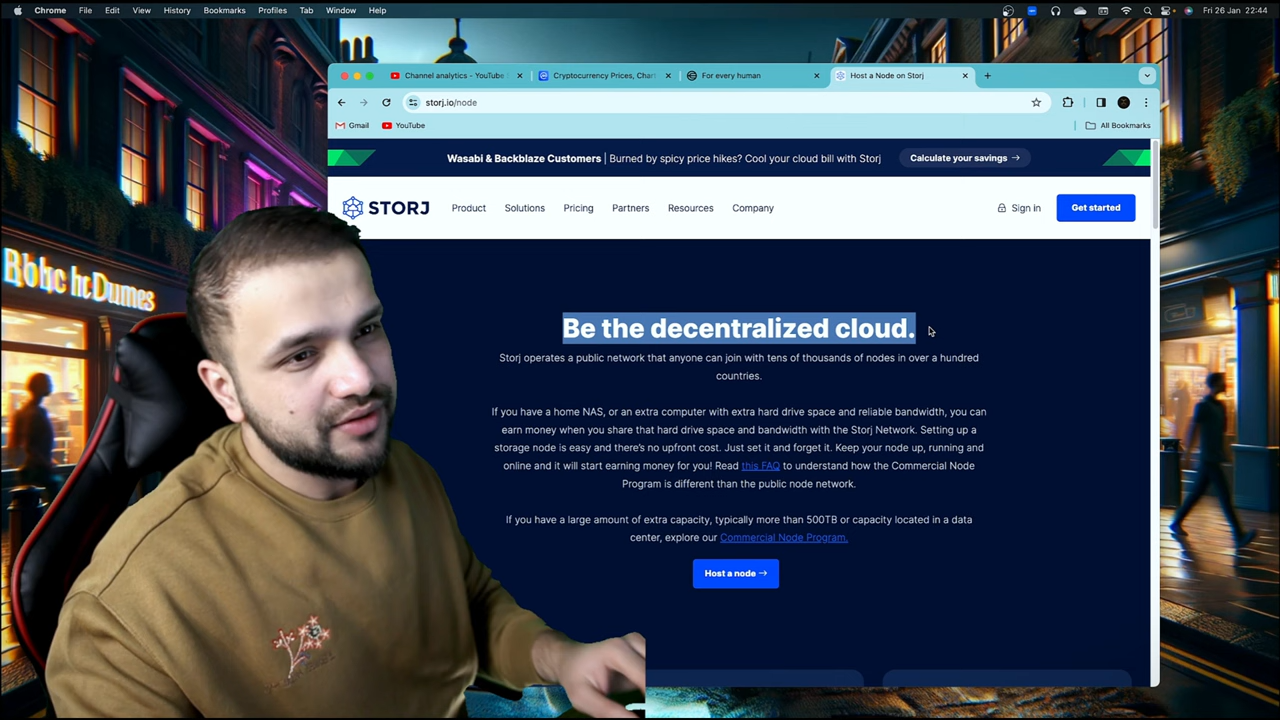 Chrome File Edit View History Bookmarks Profiles Tab Window Help
Fri 26 Jan 22:44
Channel analytics - YouTube
Cryptocurrency Prices, Chart
For every human
Host a Node on Storj
storj.io/node
Gmail
YouTube
All Bookmarks
Wasabi & Backblaze Customers | Burned by spicy price hikes? Cool your cloud bill with Storj
Calculate your savings →
STORJ
Product
Solutions
Pricing
Partners
Resources
Company
Sign in
Get started
Be the decentralized cloud.
Storj operates a public network that anyone can join with tens of thousands of nodes in over a hundred
countries.
If you have a home NAS, or an extra computer with extra hard drive space and reliable bandwidth, you can
earn money when you share that hard drive space and bandwidth with the Storj Network. Setting up a
storage node is easy and there's no upfront cost. Just set it and forget it. Keep your node up, running and
online and it will start earning money for you! Read this FAQ to understand how the Commercial Node
Program is different than the public node network.
If you have a large amount of extra capacity, typically more than 500TB or capacity located in a data
center, explore our Commercial Node Program.
Host a node →